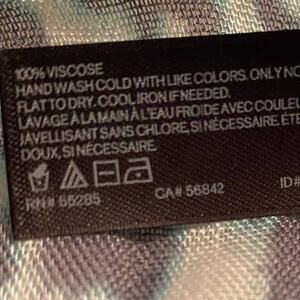 100% VISCOSE
HAND WASH COLD WITH LIKE COLORS. ONLY NO
FLAT TO DRY. COOL IRON IF NEEDED.
LAVAGE À LA MAIN À L'EAU FROIDE AVEC COULEU
JAVELLISANT SANS CHLORE, SI NÉCESSAIRE. ÉTE
DOUX, SI NÉCESSAIRE.
RN# 55285 CA# 56842 ID#